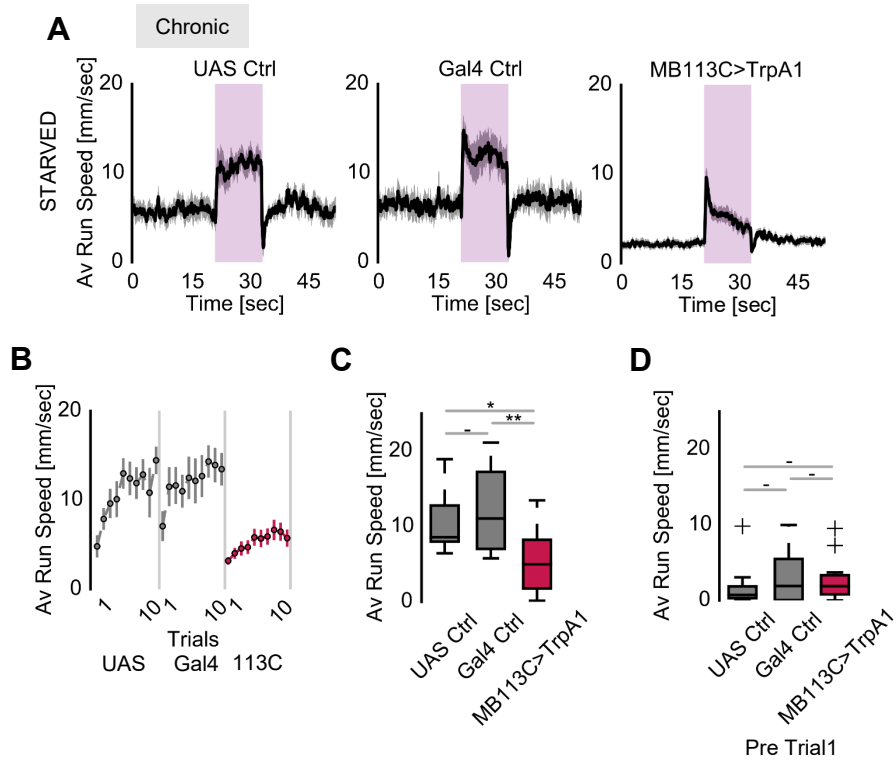 A
Chronic
UAS Ctrl
Gal4 Ctrl
MB113C>TrpA1
STARVED
Av Run Speed [mm/sec]
20
10
0
0
15
30
45
Time [sec]
20
10
0
0
15
30
45
Time [sec]
20
10
0
0
15
30
45
Time [sec]
B
Av Run Speed [mm/sec]
20
10
0
1
10
1
10
1
10
Trials
UAS
Gal4
113C
C
Av Run Speed [mm/sec]
20
10
0
*
**
-
UAS Ctrl
Gal4 Ctrl
MB113C>TrpA1
D
Av Run Speed [mm/sec]
20
10
0
-
-
-
UAS Ctrl
Gal4 Ctrl
MB113C>TrpA1
Pre Trial1